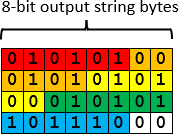 8-bit output string bytes
0 1 0 1 0 1 0 0
0 1 0 1 0 1 0 1
0 0 0 1 0 1 0 1
1 0 1 1 1 0 0 0